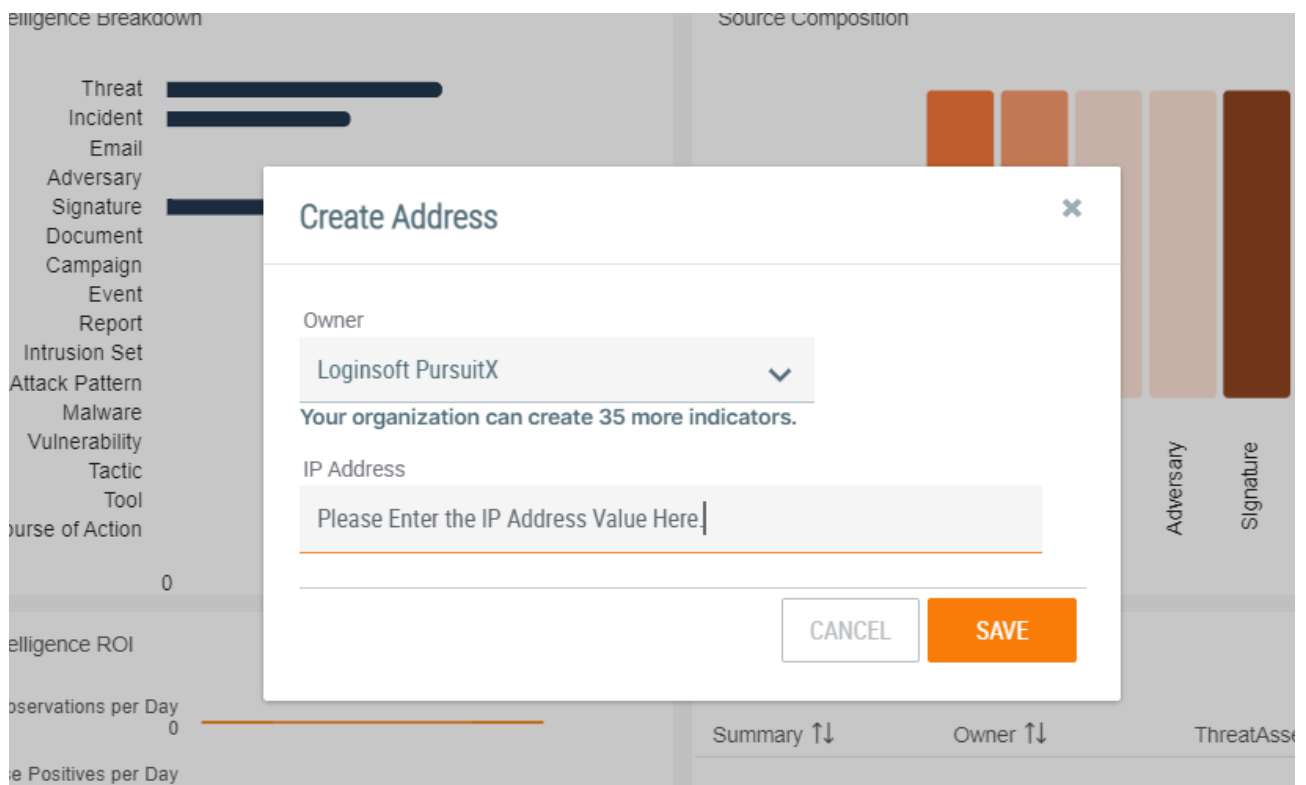 elligence Breakdown
Source Composition
Threat
Incident
Email
Adversary
Signature
Document
Campaign
Event
Report
Intrusion Set
Attack Pattern
Malware
Vulnerability
Tactic
Tool
ourse of Action
0
Create Address
Owner
Loginsoft PursuitX
Your organization can create 35 more indicators.
IP Address
Please Enter the IP Address Value Here.
CANCEL
SAVE
Adversary
SIgnature
elligence ROI
bservations per Day
0
se Positives per Day
Summary
Owner
ThreatAsse